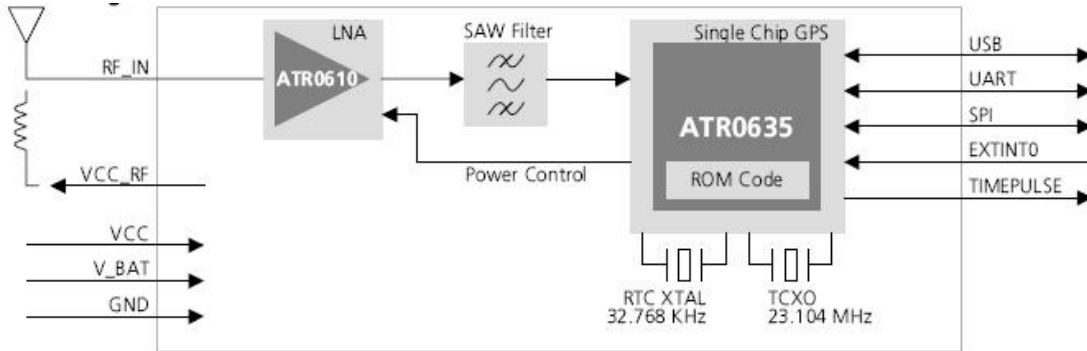 LNA
SAW Filter
Single Chip GPS
RF_IN
ATR0610
USB
UART
ATR0635
SPI
EXTINT0
VCC_RF
Power Control
ROM Code
TIMEPULSE
VCC
V_BAT
GND
RTC XTAL
32.768 KHz
TCXO
23.104 MHz